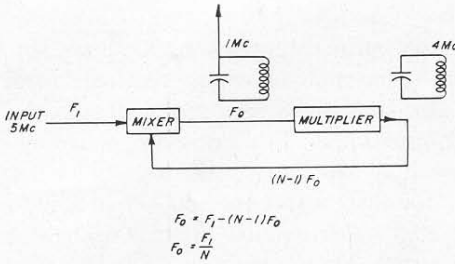 1Mc
4Mc
INPUT
5Mc
F₁
MIXER
F₀
MULTIPLIER
(N-1) F₀
F₀ = F₁-(N-1)F₀
F₀ = F₁/N